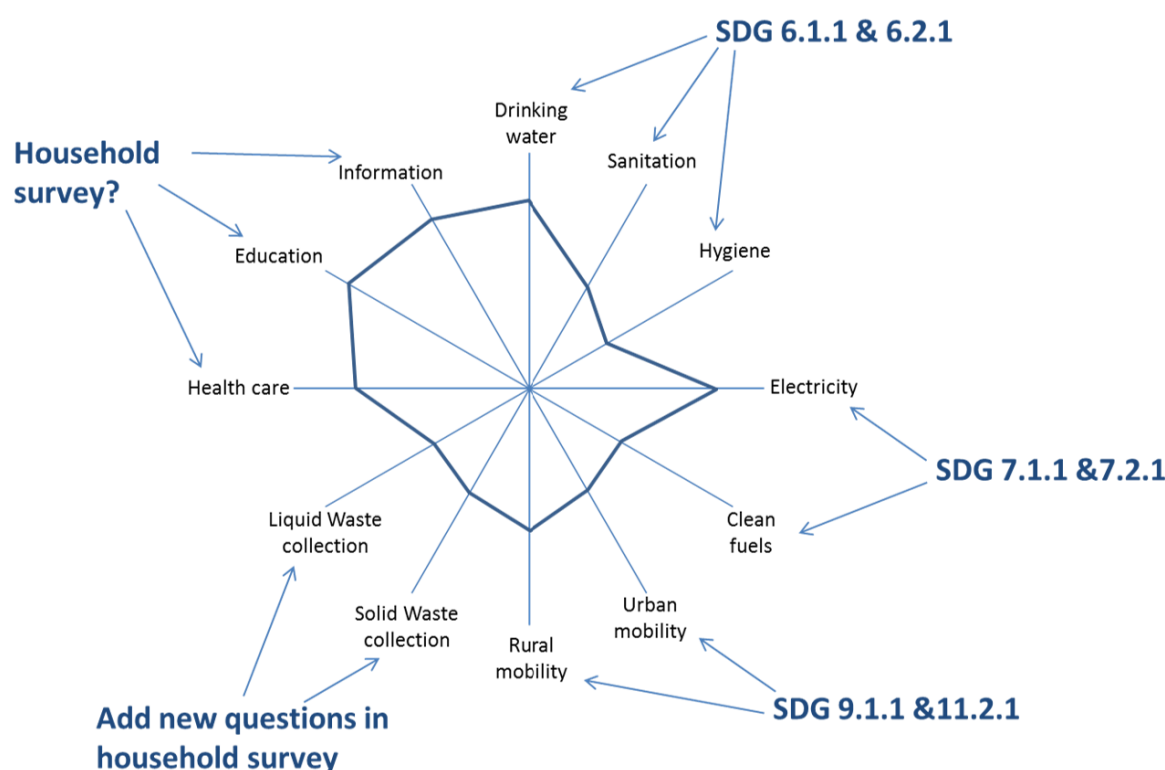 SDG 6.1.1 & 6.2.1
Drinking
water
Household
survey?
Information
Sanitation
Education
Hygiene
Health care
Electricity
SDG 7.1.1 &7.2.1
Liquid Waste
collection
Clean
fuels
Solid Waste
collection
Rural
mobility
Urban
mobility
Add new questions in
household survey
SDG 9.1.1 &11.2.1